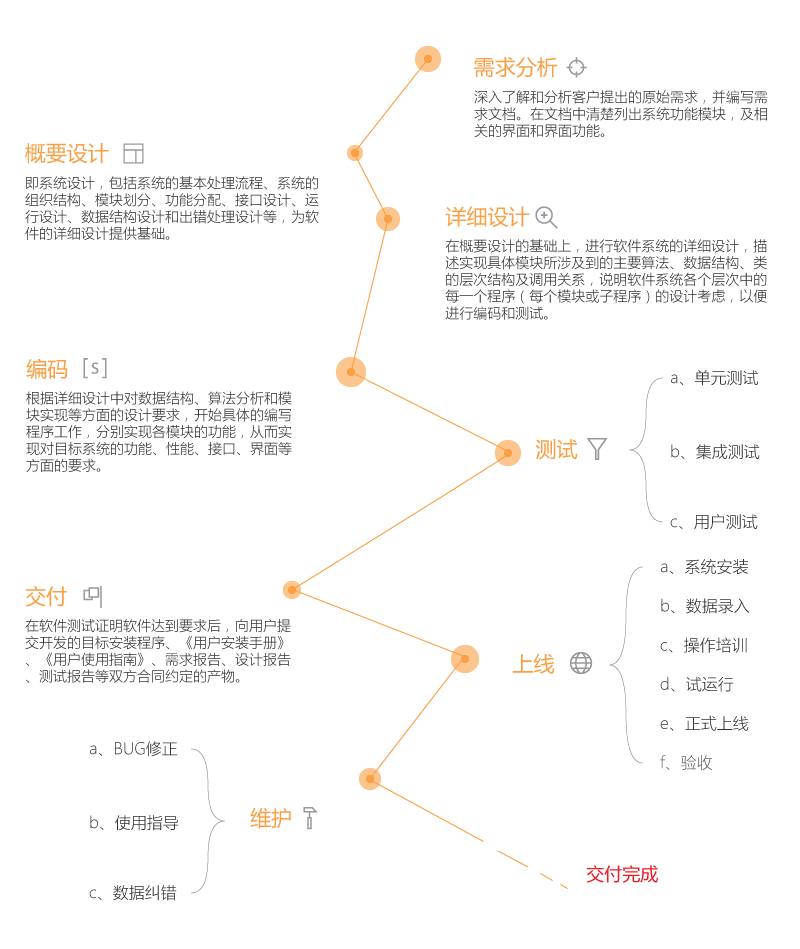 需求分析
深入了解和分析客户提出的原始需求，并编写需
求文档。在文档中清楚列出系统功能模块，及相
关的界面和界面功能。
概要设计
即系统设计，包括系统的基本处理流程、系统的
组织结构、模块划分、功能分配、接口设计、运
行设计、数据结构设计和出错处理设计等，为软
件的详细设计提供基础。
详细设计
在概要设计的基础上，进行软件系统的详细设计，描
述实现具体模块所涉及到的主要算法、数据结构、类
的层次结构及调用关系，说明软件系统各个层次中的
每一个程序（每个模块或子程序）的设计考虑，以便
进行编码和测试。
编码
[S]
根据详细设计中对数据结构、算法分析和模
块实现等方面的设计要求，开始具体的编写
程序工作，分别实现各模块的功能，从而实
现对目标系统的功能、性能、接口、界面等
方面的要求。
测试
a、单元测试
b、集成测试
c、用户测试
交付
在软件测试证明软件达到要求后，向用户提
交开发的目标安装程序、《用户安装手册》
、《用户使用指南》、需求报告、设计报告
、测试报告等双方合同约定的产物。
上线
a、系统安装
b、数据录入
c、操作培训
d、试运行
e、正式上线
f、验收
维护
a、BUG修正
b、使用指导
c、数据纠错
交付完成